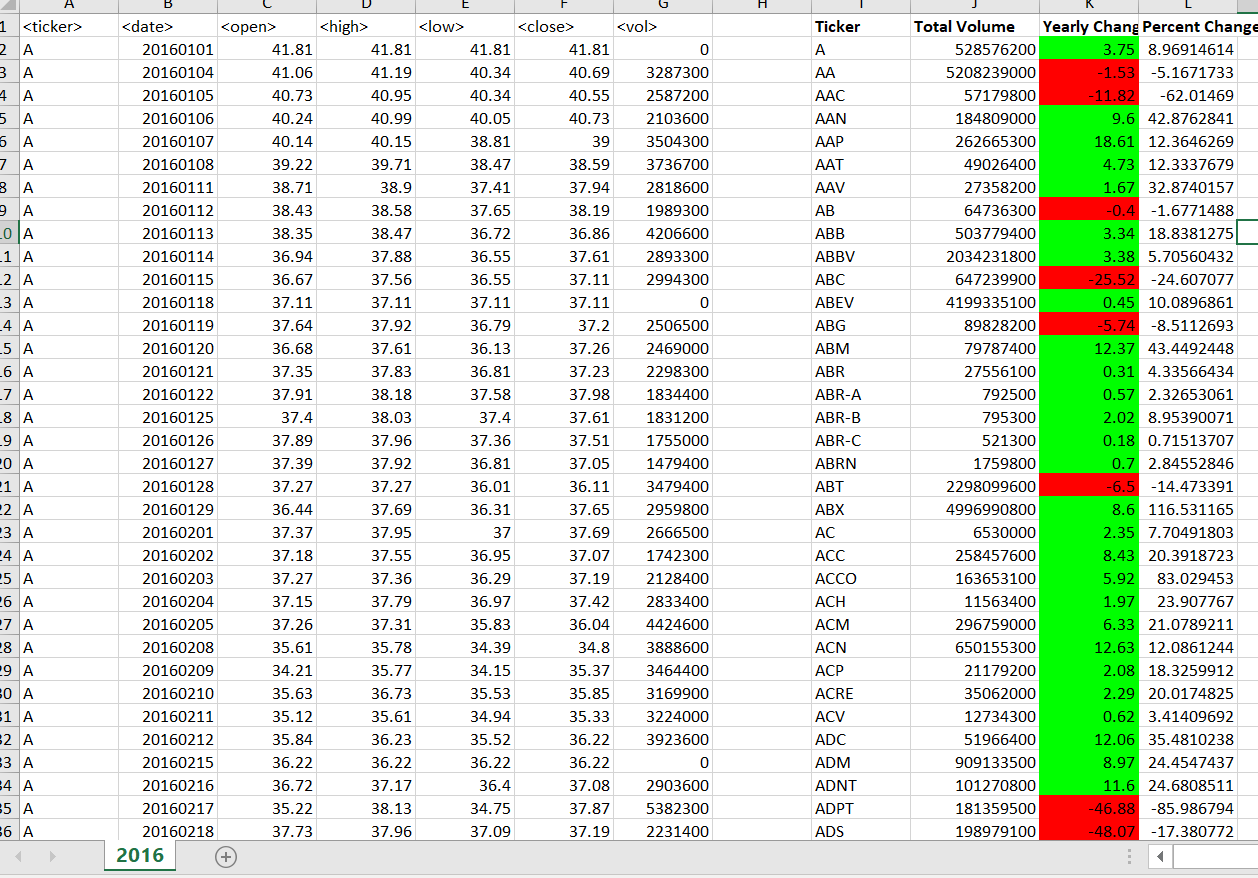 A B C D E F G H I J K L
1 <ticker> <date> <open> <high> <low> <close> <vol> Ticker Total Volume Yearly Chang Percent Change
2 A 20160101 41.81 41.81 41.81 41.81 0 A 528576200 3.75 8.96914614
3 A 20160104 41.06 41.19 40.34 40.69 3287300 AA 5208239000 -1.53 -5.1671733
4 A 20160105 40.73 40.95 40.34 40.55 2587200 AAC 57179800 -11.82 -62.01469
5 A 20160106 40.24 40.99 40.05 40.73 2103600 AAN 184809000 9.6 42.8762841
6 A 20160107 40.14 40.15 38.81 39 3504300 AAP 262665300 18.61 12.3646269
7 A 20160108 39.22 39.71 38.47 38.59 3736700 AAT 49026400 4.73 12.3337679
8 A 20160111 38.71 38.9 37.41 37.94 2818600 AAV 27358200 1.67 32.8740157
9 A 20160112 38.43 38.58 37.65 38.19 1989300 AB 64736300 -0.4 -1.6771488
10 A 20160113 38.35 38.47 36.72 36.86 4206600 ABB 503779400 3.34 18.8381275
11 A 20160114 36.94 37.88 36.55 37.61 2893300 ABBV 2034231800 3.38 5.70560432
12 A 20160115 36.67 37.56 36.55 37.11 2994300 ABC 647239900 -25.52 -24.607077
13 A 20160118 37.11 37.11 37.11 37.11 0 ABEV 4199335100 0.45 10.0896861
14 A 20160119 37.64 37.92 36.79 37.2 2506500 ABG 89828200 -5.74 -8.5112693
15 A 20160120 36.68 37.61 36.13 37.26 2469000 ABM 79787400 12.37 43.4492448
16 A 20160121 37.35 37.83 36.81 37.23 2298300 ABR 27556100 0.31 4.33566434
17 A 20160122 37.91 38.18 37.58 37.98 1834400 ABR-A 792500 0.57 2.32653061
18 A 20160125 37.4 38.03 37.4 37.61 1831200 ABR-B 795300 2.02 8.95390071
19 A 20160126 37.89 37.96 37.36 37.51 1755000 ABR-C 521300 0.18 0.71513707
20 A 20160127 37.39 37.92 36.81 37.05 1479400 ABRN 1759800 0.7 2.84552846
21 A 20160128 37.27 37.27 36.01 36.11 3479400 ABT 2298099600 -6.5 -14.473391
22 A 20160129 36.44 37.69 36.31 37.65 2959800 ABX 4996990800 8.6 116.531165
23 A 20160201 37.37 37.95 37 37.69 2666500 AC 6530000 2.35 7.70491803
24 A 20160202 37.18 37.55 36.95 37.07 1742300 ACC 258457600 8.43 20.3918723
25 A 20160203 37.27 37.36 36.29 37.19 2128400 ACCO 163653100 5.92 83.029453
26 A 20160204 37.15 37.79 36.97 37.42 2833400 ACH 11563400 1.97 23.907767
27 A 20160205 37.26 37.31 35.83 36.04 4424600 ACM 296759000 6.33 21.0789211
28 A 20160208 35.61 35.78 34.39 34.8 3888600 ACN 650155300 12.63 12.0861244
29 A 20160209 34.21 35.77 34.15 35.37 3464400 ACP 21179200 2.08 18.3259912
30 A 20160210 35.63 36.73 35.53 35.85 3169900 ACRE 35062000 2.29 20.0174825
31 A 20160211 35.12 35.61 34.94 35.33 3224000 ACV 12734300 0.62 3.41409692
32 A 20160212 35.84 36.23 35.52 36.22 3923600 ADC 51966400 12.06 35.4810238
33 A 20160215 36.22 36.22 36.22 36.22 0 ADM 909133500 8.97 24.4547437
34 A 20160216 36.72 37.17 36.4 37.08 2903600 ADNT 101270800 11.6 24.6808511
35 A 20160217 35.22 38.13 34.75 37.87 5382300 ADPT 181359500 -46.88 -85.986794
36 A 20160218 37.73 37.96 37.09 37.19 2231400 ADS 198979100 -48.07 -17.380772
2016